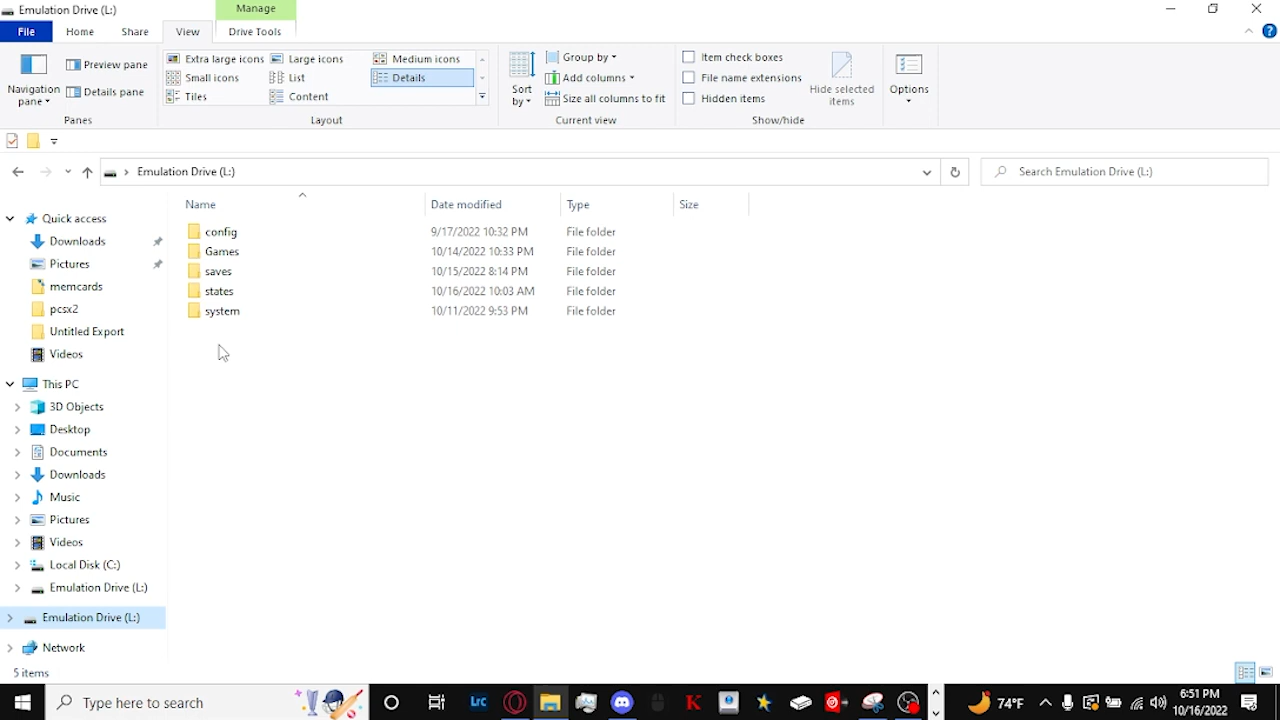 Emulation Drive (L:)
Manage
File
Home
Share
View
Drive Tools
Navigation pane
Preview pane
Details pane
Panes
Extra large icons
Large icons
Medium icons
Small icons
List
Details
Tiles
Content
Layout
Sort by
Group by
Add columns
Size all columns to fit
Current view
Item check boxes
File name extensions
Hidden items
Hide selected items
Show/hide
Options
Emulation Drive (L:)
Search Emulation Drive (L:)
Name Date modified Type Size
config 9/17/2022 10:32 PM File folder
Games 10/14/2022 10:33 PM File folder
saves 10/15/2022 8:14 PM File folder
states 10/16/2022 10:03 AM File folder
system 10/11/2022 9:53 PM File folder
Quick access
Downloads
Pictures
memcards
pcsx2
Untitled Export
Videos
This PC
3D Objects
Desktop
Documents
Downloads
Music
Pictures
Videos
Local Disk (C:)
Emulation Drive (L:)
Emulation Drive (L:)
Network
5 items
Type here to search
Lrc
K
74°F
6:51 PM
10/16/2022